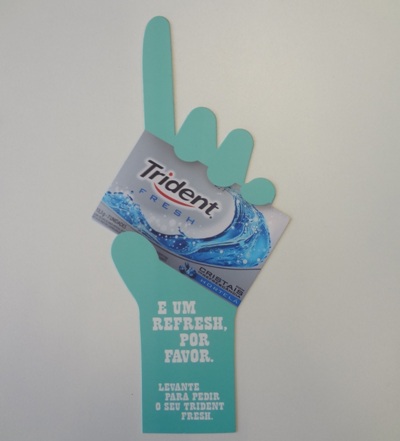 Trident
FRESH
CRISTAIS
E UM
REFRESH,
POR
FAVOR.
LEVANTE
PARA PEDIR
O SEU TRIDENT
FRESH.